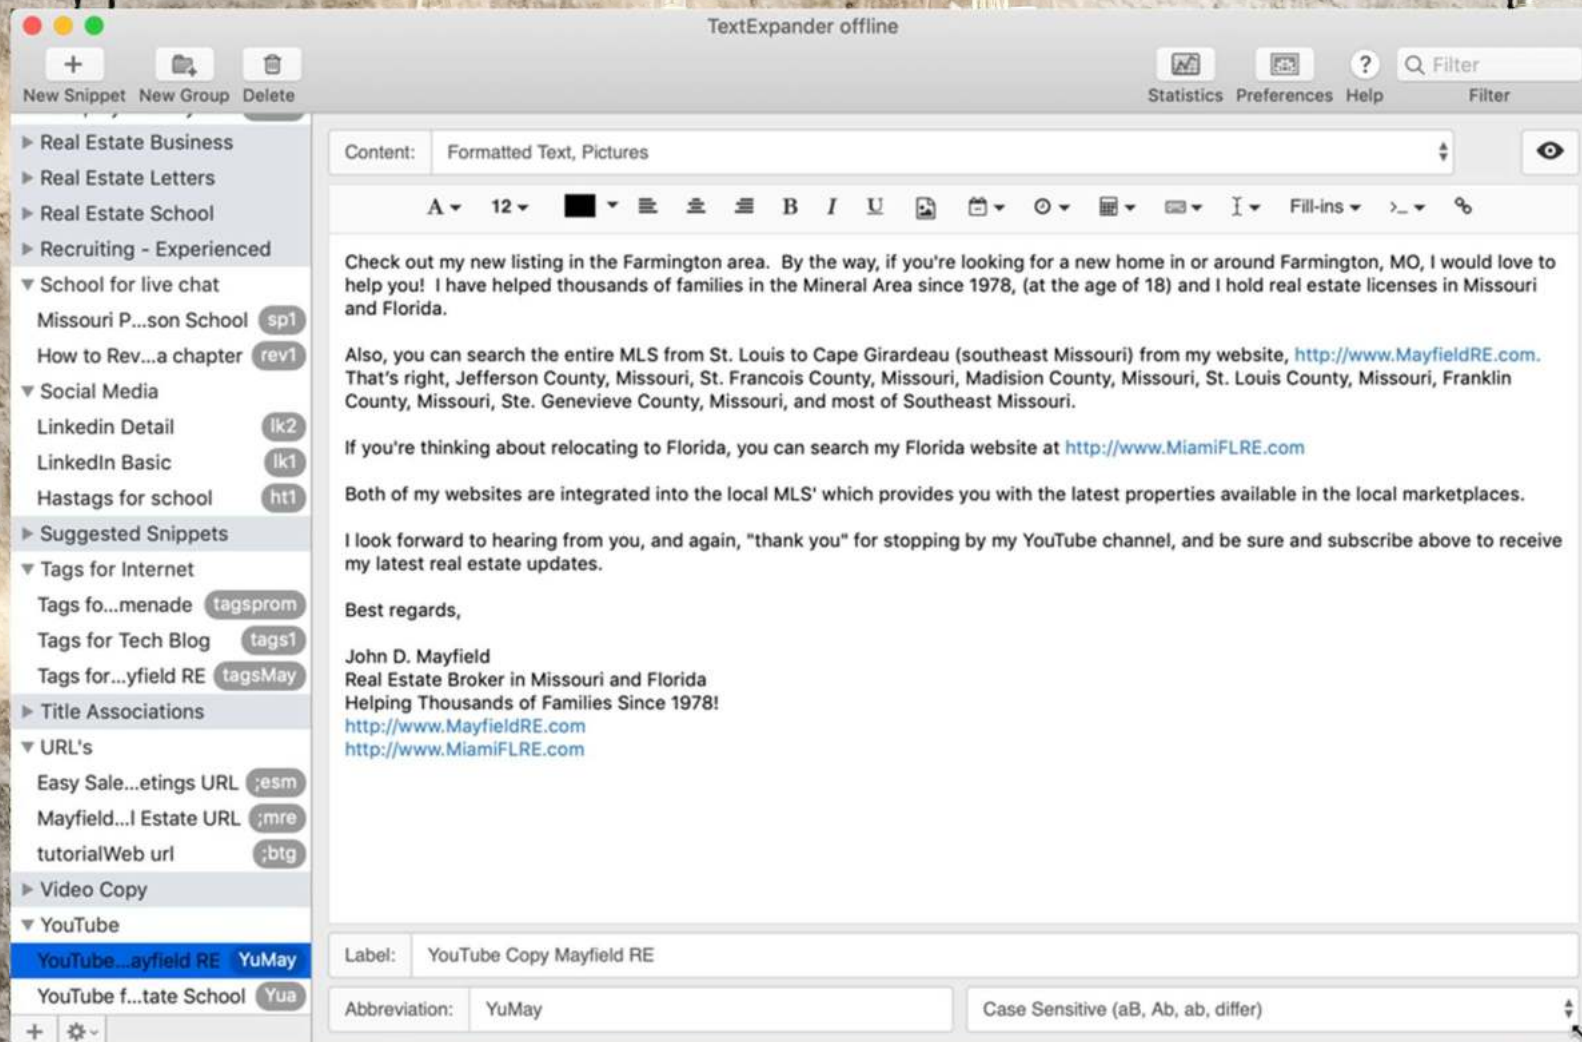 TextExpander offline
New Snippet New Group Delete
Statistics Preferences Help
Filter
Filter
Real Estate Business
Real Estate Letters
Real Estate School
Recruiting - Experienced
School for live chat
Missouri P...son School sp1
How to Rev...a chapter rev1
Social Media
Linkedin Detail lk2
LinkedIn Basic lk1
Hastags for school ht1
Suggested Snippets
Tags for Internet
Tags fo...menade tagsprom
Tags for Tech Blog tags1
Tags for...yfield RE tagsMay
Title Associations
URL's
Easy Sale...etings URL ;esm
Mayfield...l Estate URL ;mre
tutorialWeb url ;btg
Video Copy
YouTube
YouTube...ayfield RE YuMay
YouTube f...tate School Yua
Content: Formatted Text, Pictures
A 12 B I U Fill-ins >_
Check out my new listing in the Farmington area. By the way, if you're looking for a new home in or around Farmington, MO, I would love to
help you! I have helped thousands of families in the Mineral Area since 1978, (at the age of 18) and I hold real estate licenses in Missouri
and Florida.
Also, you can search the entire MLS from St. Louis to Cape Girardeau (southeast Missouri) from my website, http://www.MayfieldRE.com.
That's right, Jefferson County, Missouri, St. Francois County, Missouri, Madision County, Missouri, St. Louis County, Missouri, Franklin
County, Missouri, Ste. Genevieve County, Missouri, and most of Southeast Missouri.
If you're thinking about relocating to Florida, you can search my Florida website at http://www.MiamiFLRE.com
Both of my websites are integrated into the local MLS' which provides you with the latest properties available in the local marketplaces.
I look forward to hearing from you, and again, "thank you" for stopping by my YouTube channel, and be sure and subscribe above to receive
my latest real estate updates.
Best regards,
John D. Mayfield
Real Estate Broker in Missouri and Florida
Helping Thousands of Families Since 1978!
http://www.MayfieldRE.com
http://www.MiamiFLRE.com
Label: YouTube Copy Mayfield RE
Abbreviation: YuMay
Case Sensitive (aB, Ab, ab, differ)